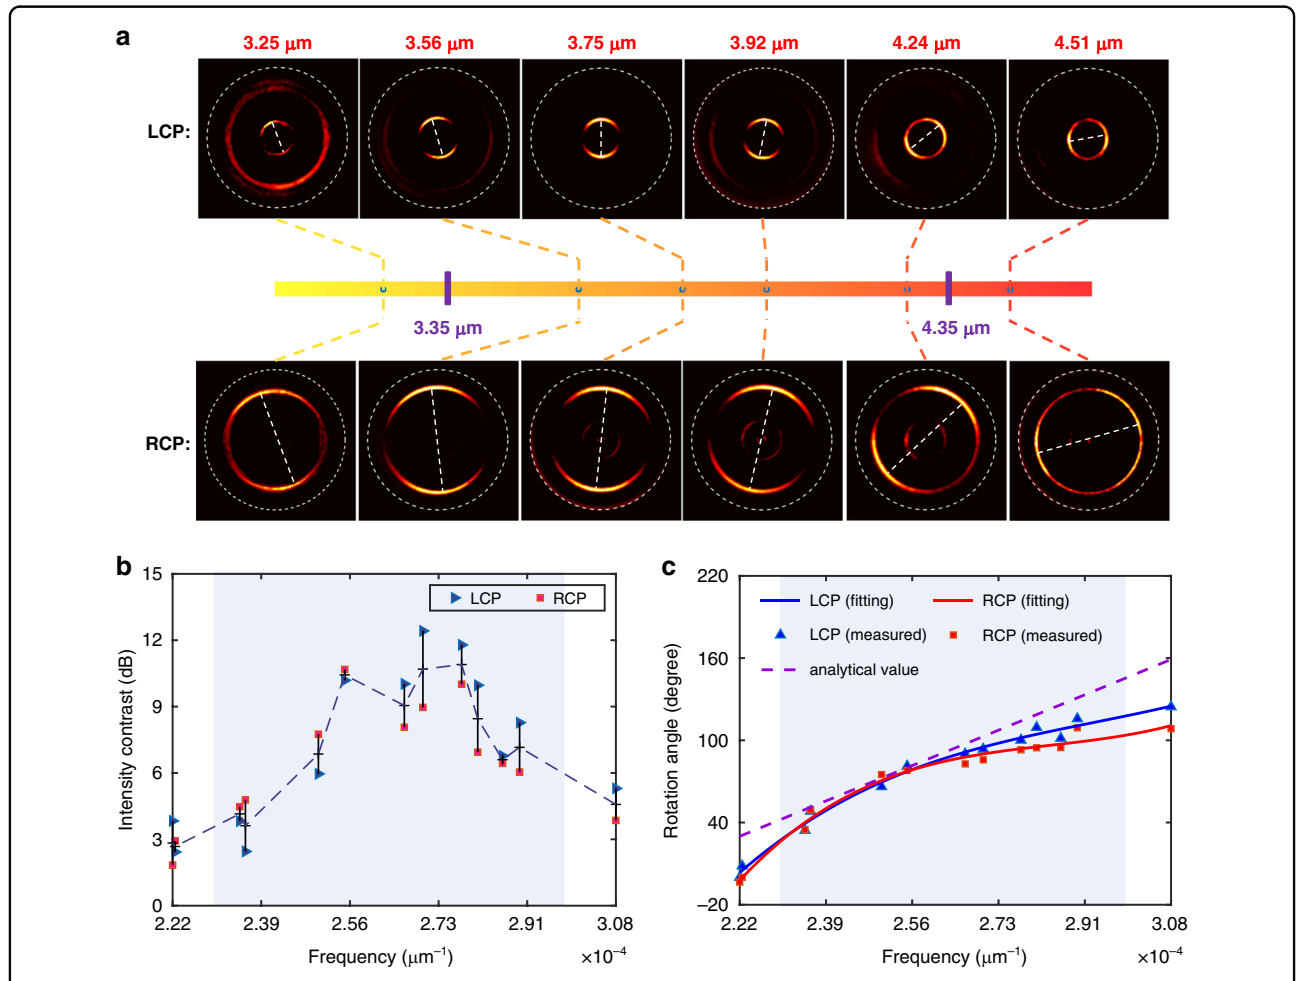 a
3.25 μm 3.56 μm 3.75 μm 3.92 μm 4.24 μm 4.51 μm
LCP:
3.35 μm 4.35 μm
RCP:
b
15
12
9
6
3
0
Intensity contrast (dB)
LCP RCP
2.22 2.39 2.56 2.73 2.91 3.08
Frequency (μm⁻¹) ×10⁻⁴
c
220
160
100
40
–20
Rotation angle (degree)
LCP (fitting) RCP (fitting)
LCP (measured) RCP (measured)
analytical value
2.22 2.39 2.56 2.73 2.91 3.08
Frequency (μm⁻¹) ×10⁻⁴